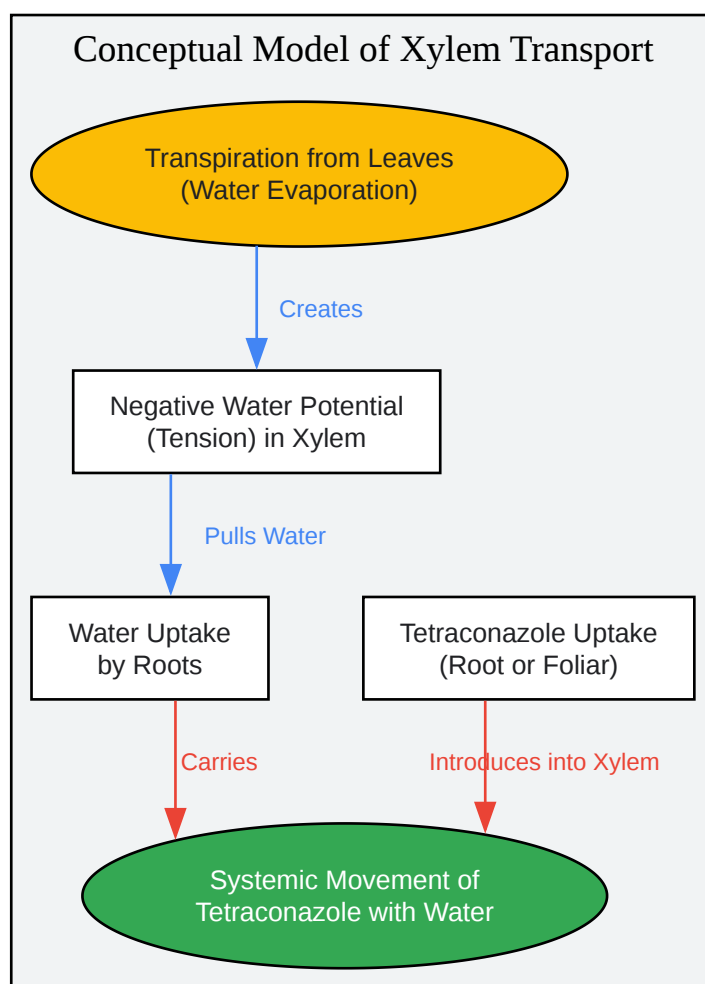 Conceptual Model of Xylem Transport
Transpiration from Leaves
(Water Evaporation)
Creates
Negative Water Potential
(Tension) in Xylem
Pulls Water
Water Uptake
by Roots
Tetraconazole Uptake
(Root or Foliar)
Carries
Introduces into Xylem
Systemic Movement of
Tetraconazole with Water